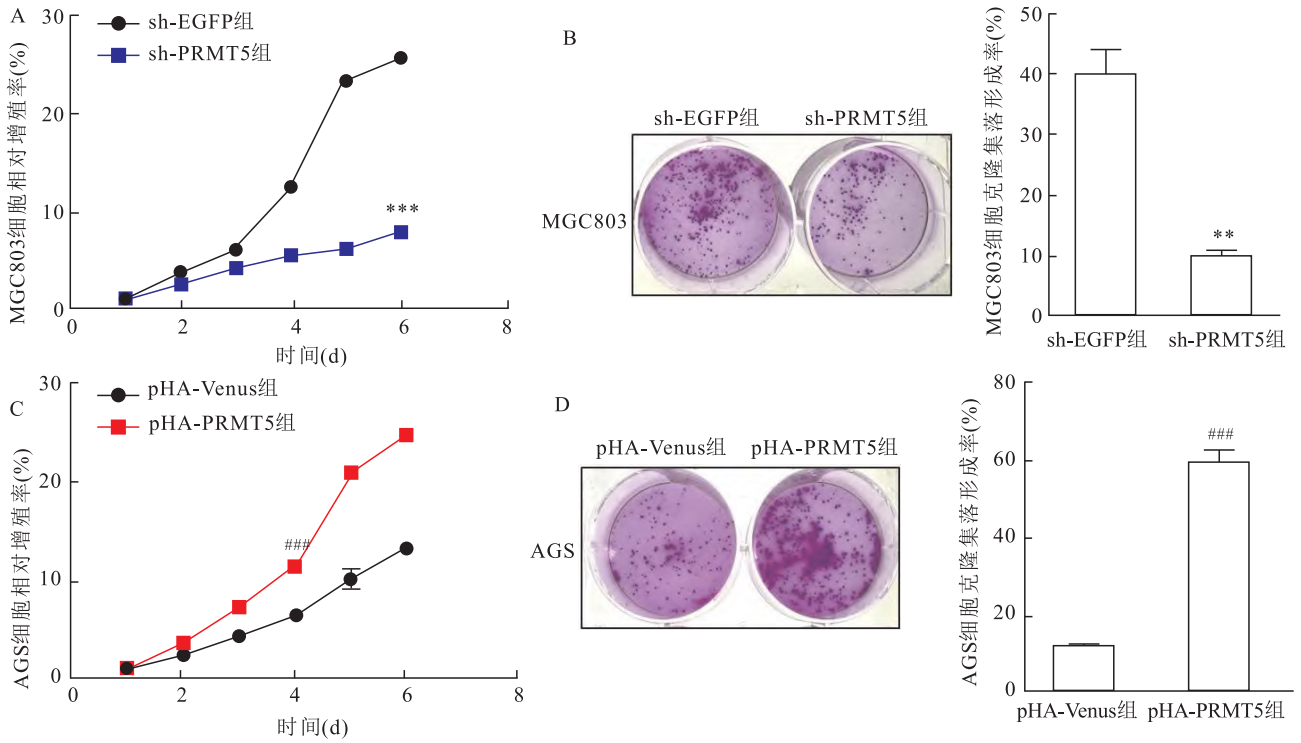 A
sh-EGFP组
sh-PRMT5组
MGC803细胞相对增殖率(%)
30
20
10
0
***
0
2
4
6
8
时间(d)
B
sh-EGFP组
sh-PRMT5组
MGC803
MGC803细胞克隆集落形成率(%)
50
40
30
20
10
0
**
sh-EGFP组
sh-PRMT5组
C
pHA-Venus组
pHA-PRMT5组
AGS细胞相对增殖率(%)
30
20
10
0
###
0
2
4
6
8
时间(d)
D
pHA-Venus组
pHA-PRMT5组
AGS
AGS细胞克隆集落形成率(%)
80
60
40
20
0
###
pHA-Venus组
pHA-PRMT5组